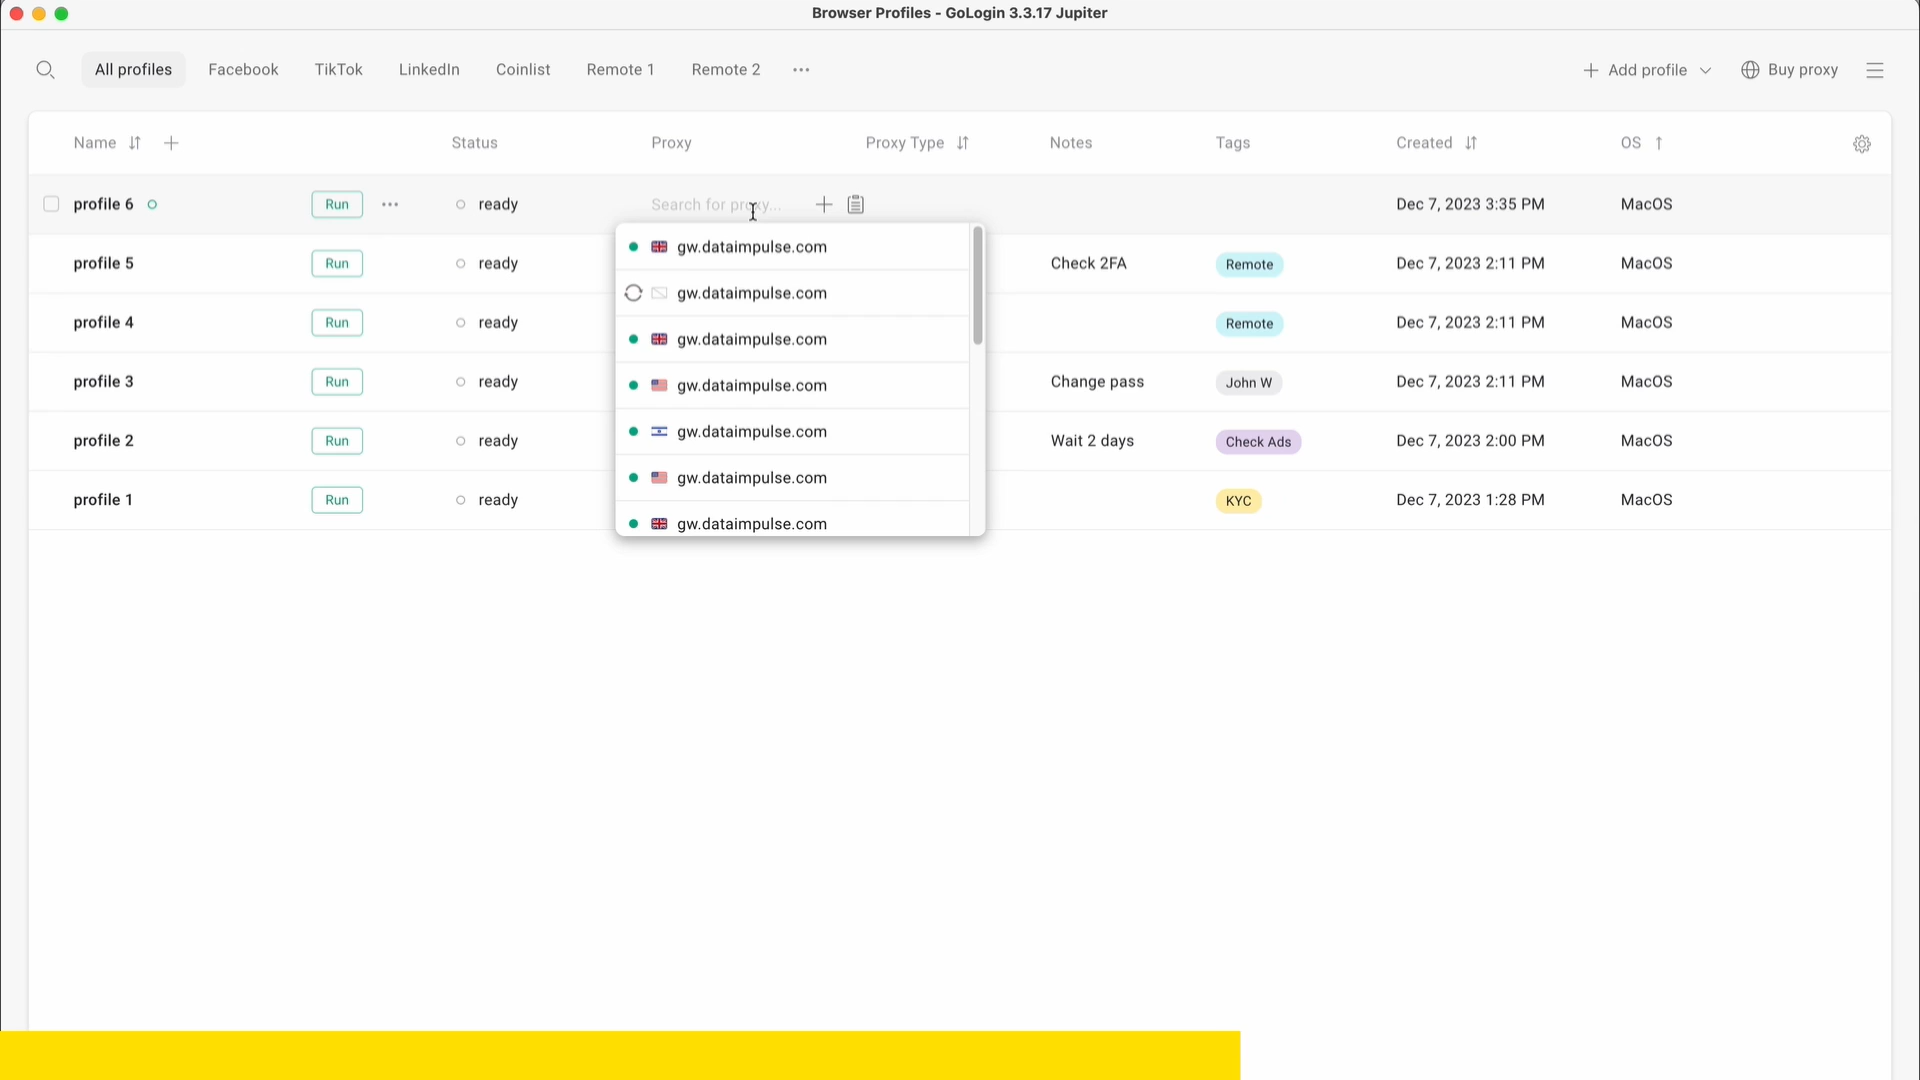 Browser Profiles - GoLogin 3.3.17 Jupiter
All profiles Facebook TikTok LinkedIn Coinlist Remote 1 Remote 2 ··· + Add profile Buy proxy
Name Status Proxy Proxy Type Notes Tags Created OS
profile 6 Run ··· ready Search for proxy... Dec 7, 2023 3:35 PM MacOS
gw.dataimpulse.com
profile 5 Run ready Check 2FA Remote Dec 7, 2023 2:11 PM MacOS
gw.dataimpulse.com
profile 4 Run ready Remote Dec 7, 2023 2:11 PM MacOS
gw.dataimpulse.com
profile 3 Run ready gw.dataimpulse.com Change pass John W Dec 7, 2023 2:11 PM MacOS
profile 2 Run ready gw.dataimpulse.com Wait 2 days Check Ads Dec 7, 2023 2:00 PM MacOS
gw.dataimpulse.com
profile 1 Run ready KYC Dec 7, 2023 1:28 PM MacOS
gw.dataimpulse.com